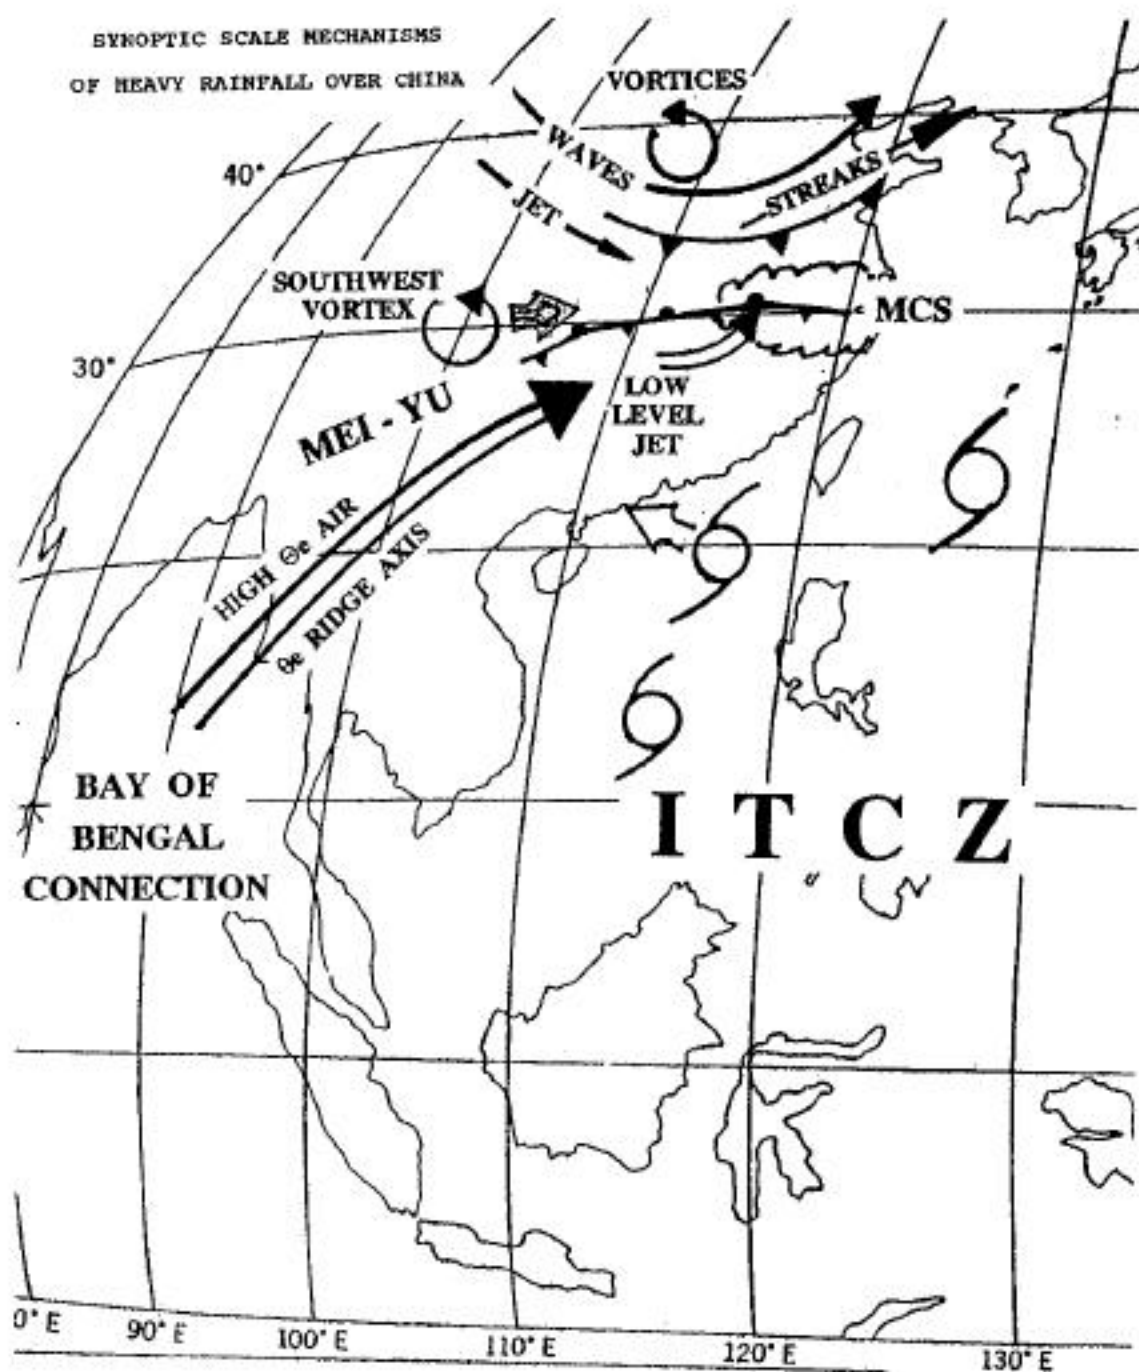 SYNOPTIC SCALE MECHANISMS
OF HEAVY RAINFALL OVER CHINA
VORTICES
WAVES
STREAKS
40°
JET
SOUTHWEST
VORTEX
MCS
30°
LOW
LEVEL
JET
MEI - YU
HIGH Θe AIR
θe RIDGE AXIS
BAY OF
BENGAL
CONNECTION
I T C Z
0° E
90° E
100° E
110° E
120° E
130° E